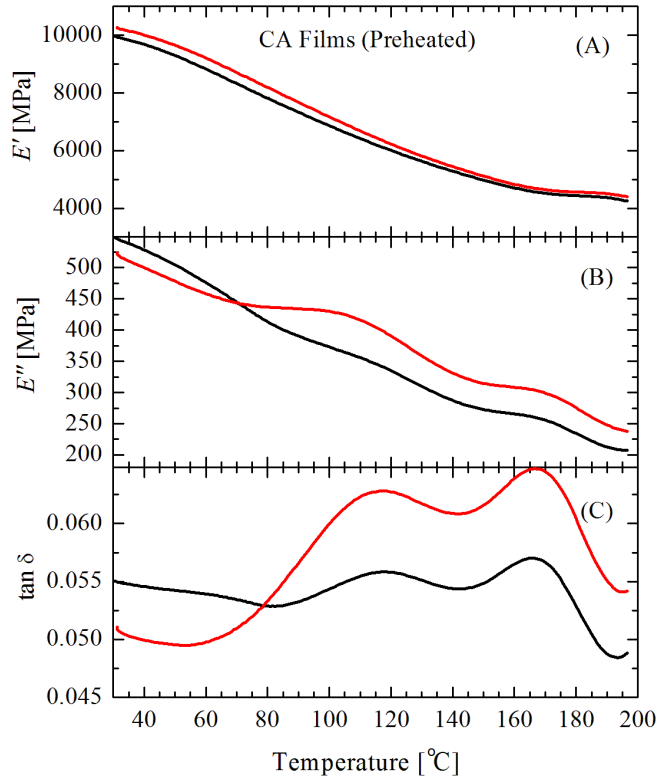 CA Films (Preheated)
(A)
10000
8000
6000
4000
E′ [MPa]
(B)
500
450
400
350
300
250
200
E″ [MPa]
(C)
0.060
0.055
0.050
0.045
tan δ
40 60 80 100 120 140 160 180 200
Temperature [°C]